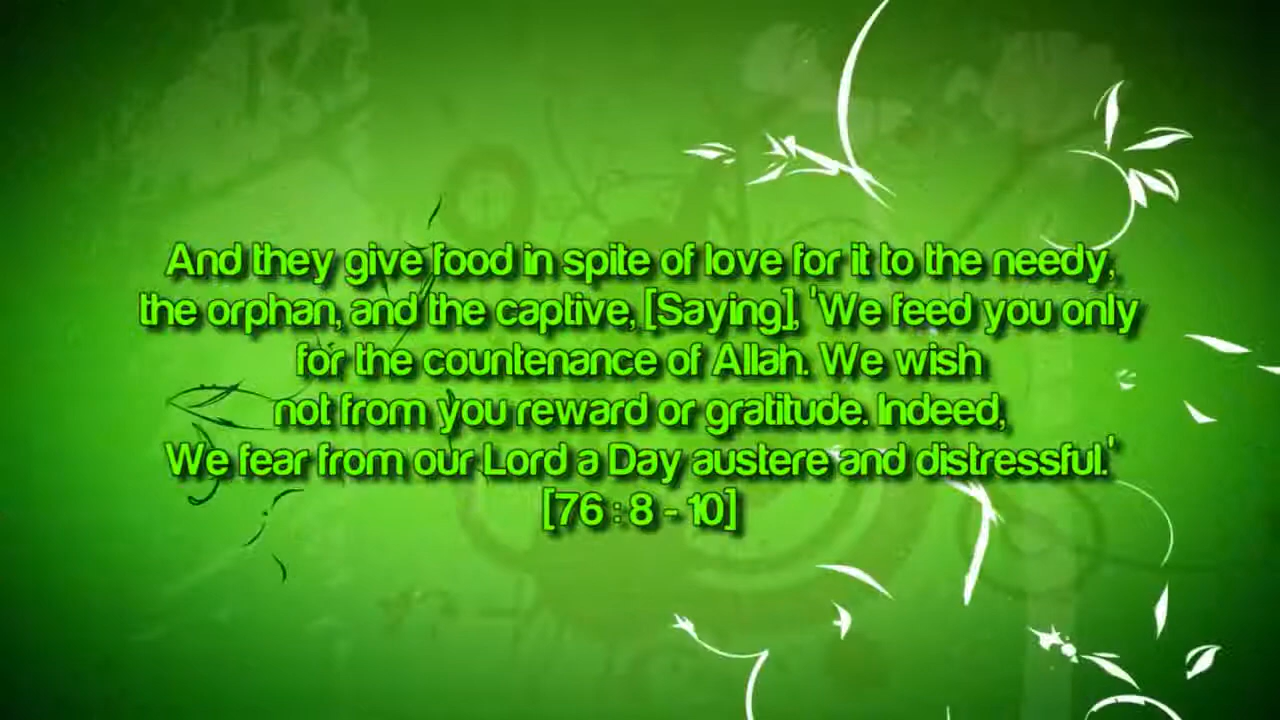 And they give food in spite of love for it to the needy,
the orphan, and the captive, [Saying], 'We feed you only
for the countenance of Allah. We wish
not from you reward or gratitude. Indeed,
We fear from our Lord a Day austere and distressful.'
[76 : 8 - 10]